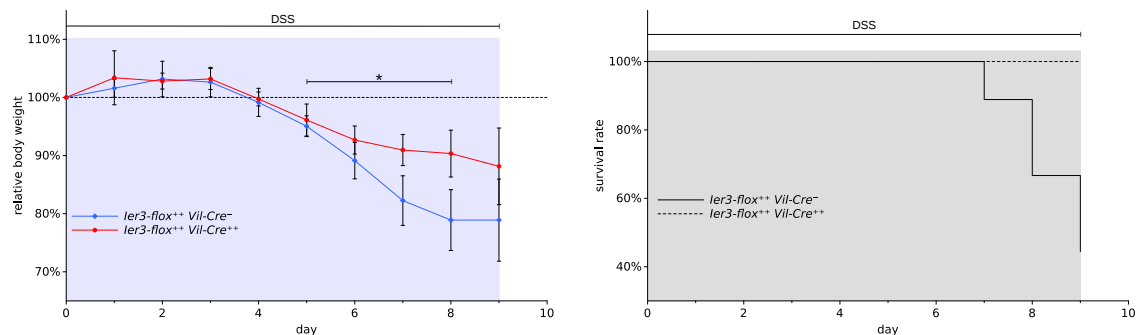 DSS
110%
100%
90%
80%
70%
relative body weight
*
Ier3-flox⁺⁺ Vil-Cre⁻
Ier3-flox⁺⁺ Vil-Cre⁺⁺
0 2 4 6 8 10
day
DSS
100%
80%
60%
40%
survival rate
Ier3-flox⁺⁺ Vil-Cre⁻
Ier3-flox⁺⁺ Vil-Cre⁺⁺
0 2 4 6 8 10
day